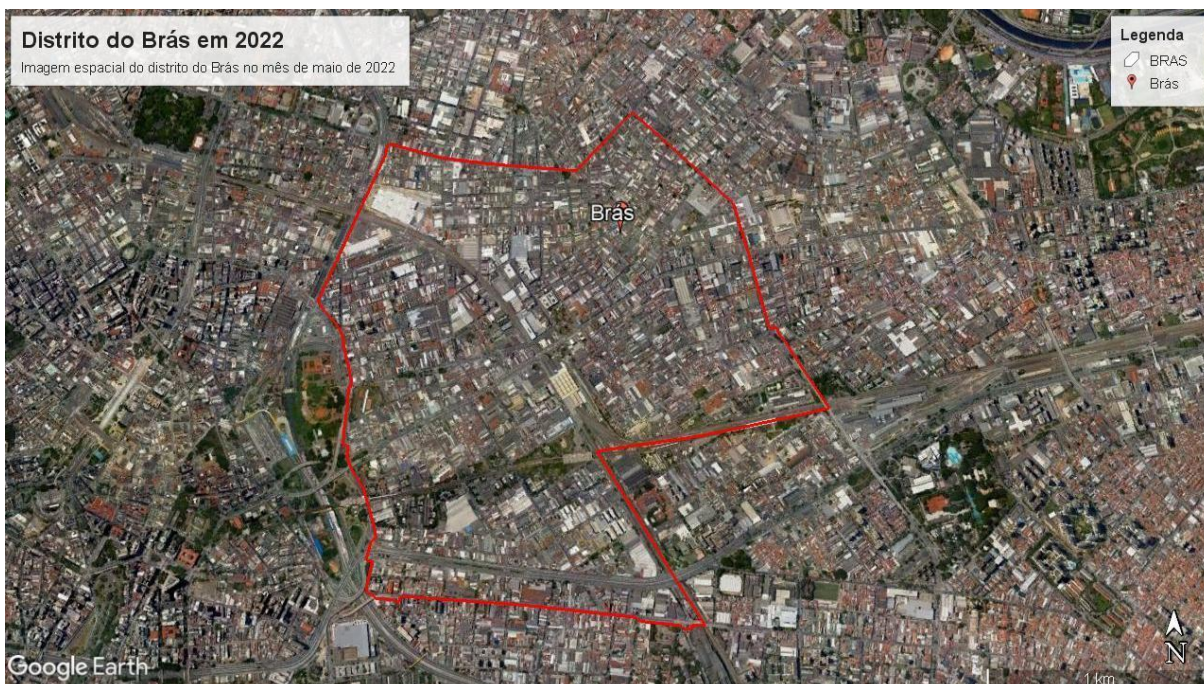 Distrito do Brás em 2022
Imagem espacial do distrito do Brás no mês de maio de 2022
Legenda
BRAS
Brás
Brás
Google Earth
N
1 km